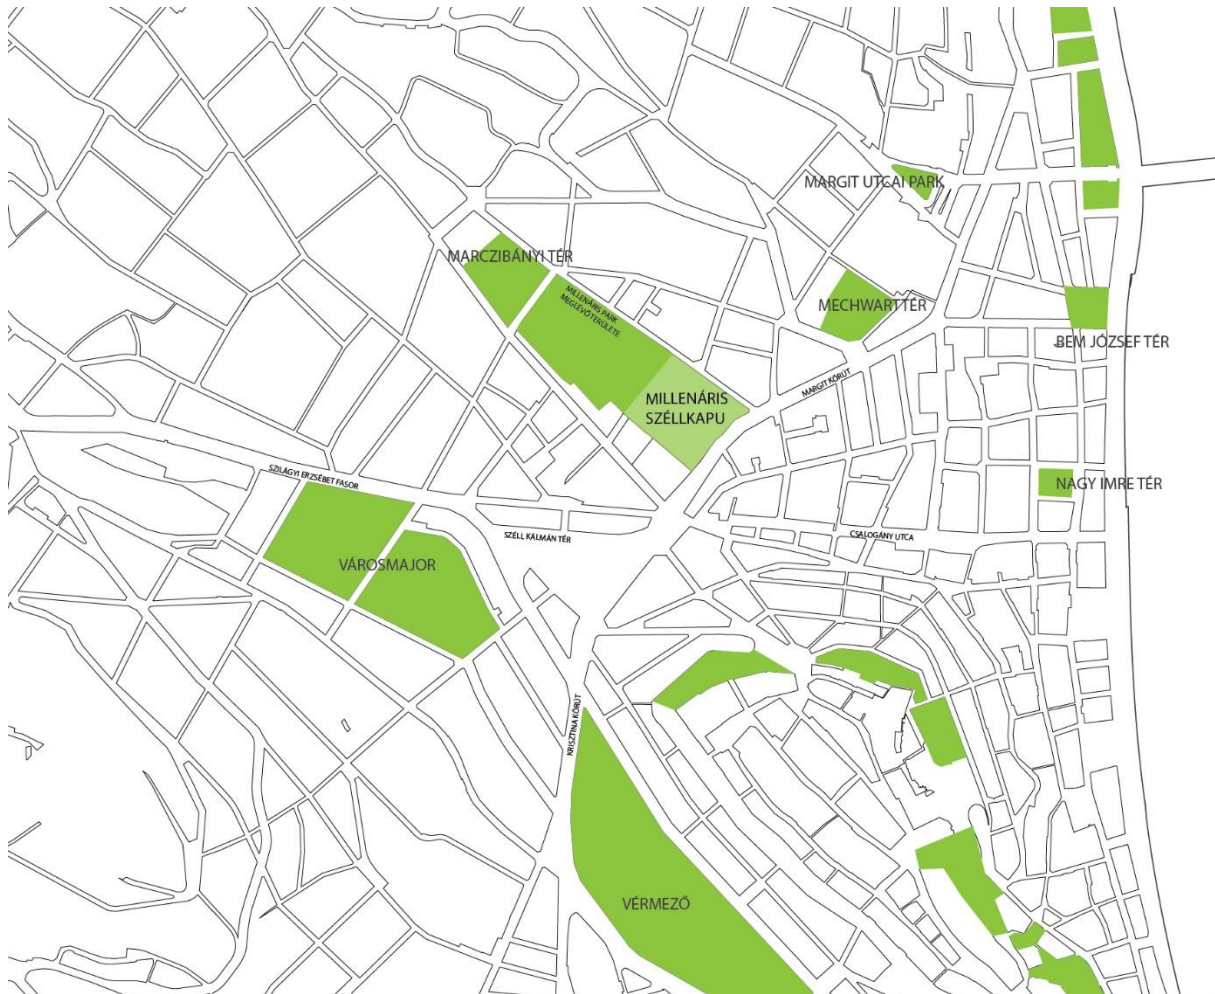 MARGIT UTCAI PARK
MARCZIBÁNYI TÉR
MILLENÁRIS PARK
MEGLÉVŐ TERÜLETE
MECHWART TÉR
BEM JÓZSEF TÉR
MARGIT KÖRÚT
MILLENÁRIS
SZÉLLKAPU
SZILÁGYI ERZSÉBET FASOR
NAGY IMRE TÉR
SZÉLL KÁLMÁN TÉR
CSALOGÁNY UTCA
VÁROSMAJOR
KRISZTINA KÖRÚT
VÉRMEZŐ